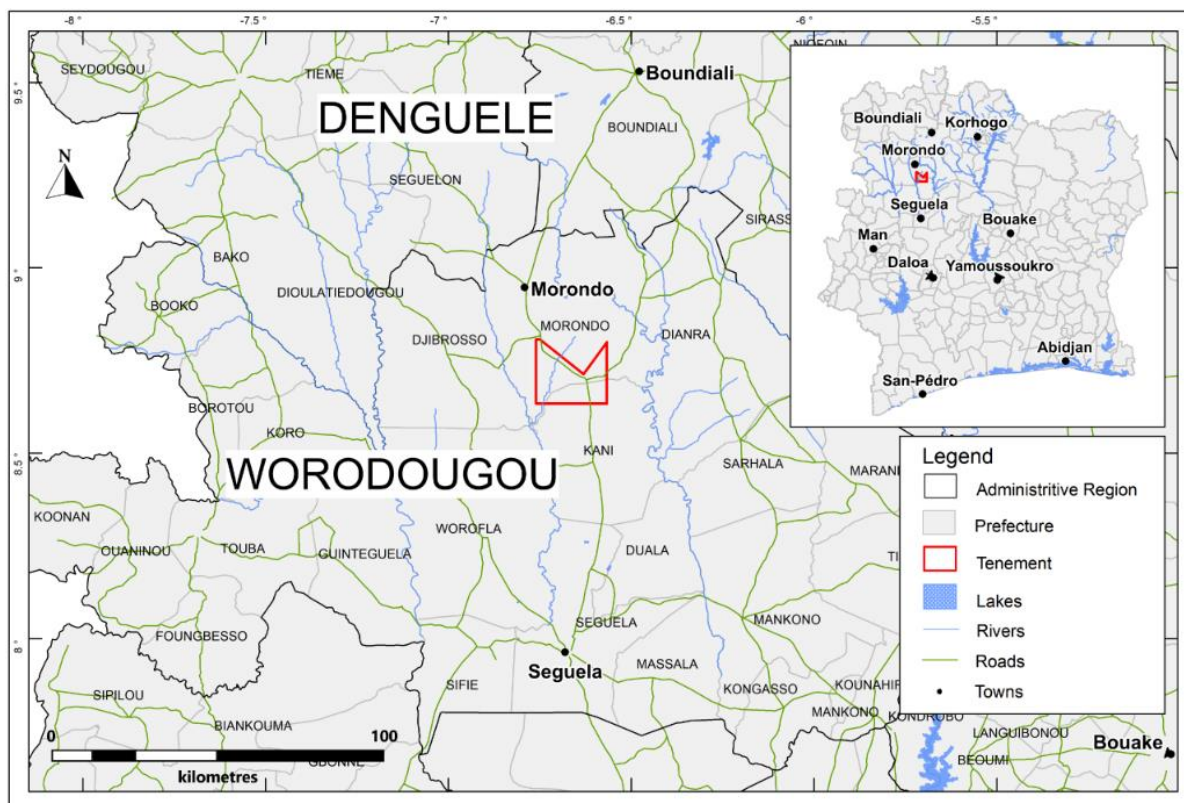 -8 °
-7.5 °
-7 °
-6.5 °
-6 °
-5.5 °
9.5 °
9 °
8.5 °
8 °
SEYDOUGOU
TIEME
Boundiali
DENGUELE
BOUNDIALI
N
SEGUELON
BAKO
DIOULATIEDOUGOU
BOOKO
Morondo
MORONDO
DJIBROSSO
DIANRA
BOROTOU
KORO
KANI
SARHALA
WORODOUGOU
KOONAN
OUANINOU
TOUBA
GUINTEGUELA
WOROFLA
DUALA
FOUNGBESSO
SEGUELA
MANKONO
Seguela
MASSALA
SIFIE
KONGASSO
SIPILOU
BIANKOUMA
MANKONO
KONDROBO
LANGUIBONOU
BEOUMI
Bouake
0
100
kilometres
Boundiali
Korhogo
Morondo
Seguela
Bouake
Man
Daloa
Yamoussoukro
Abidjan
San-Pédro
Legend
Administritive Region
Prefecture
Tenement
Lakes
Rivers
Roads
Towns